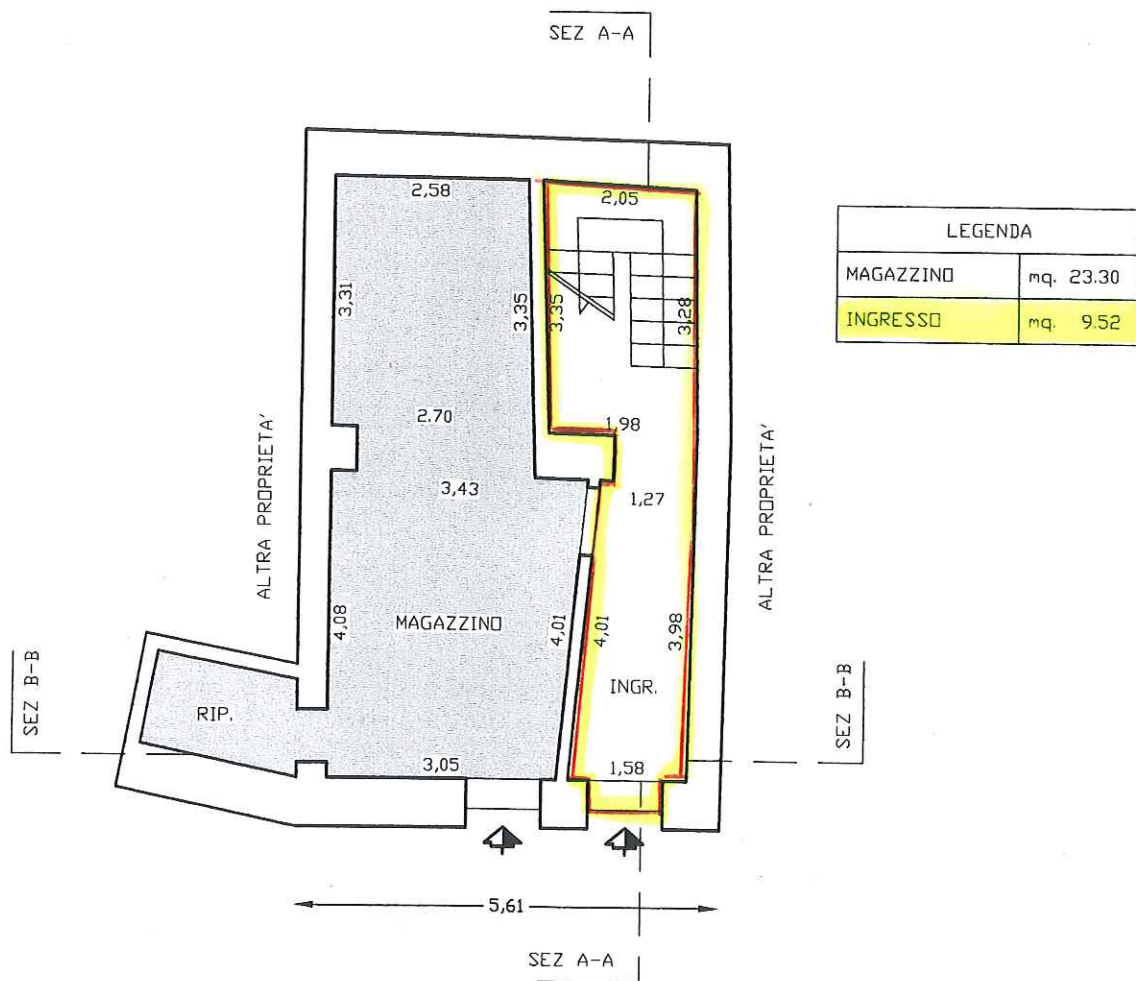 SEZ A-A
2,58
2,05
LEGENDA
MAGAZZINO mq. 23.30
INGRESSO mq. 9.52
3,31
3,35
3,35
3,28
2.70
1,98
3,43
1,27
ALTRA PROPRIETA'
ALTRA PROPRIETA'
4,08
MAGAZZINO
4,01
4,01
3,98
INGR.
RIP.
SEZ B-B
SEZ B-B
3,05
1,58
5,61
SEZ A-A